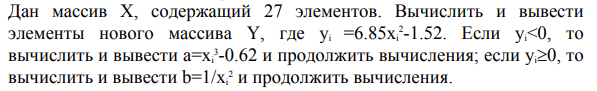 Дан массив X, содержащий 27 элементов. Вычислить и вывести
элементы нового массива Y, где yᵢ =6.85xᵢ²-1.52. Если yᵢ<0, то
вычислить и вывести a=xᵢ³-0.62 и продолжить вычисления; если yᵢ≥0, то
вычислить и вывести b=1/xᵢ² и продолжить вычисления.